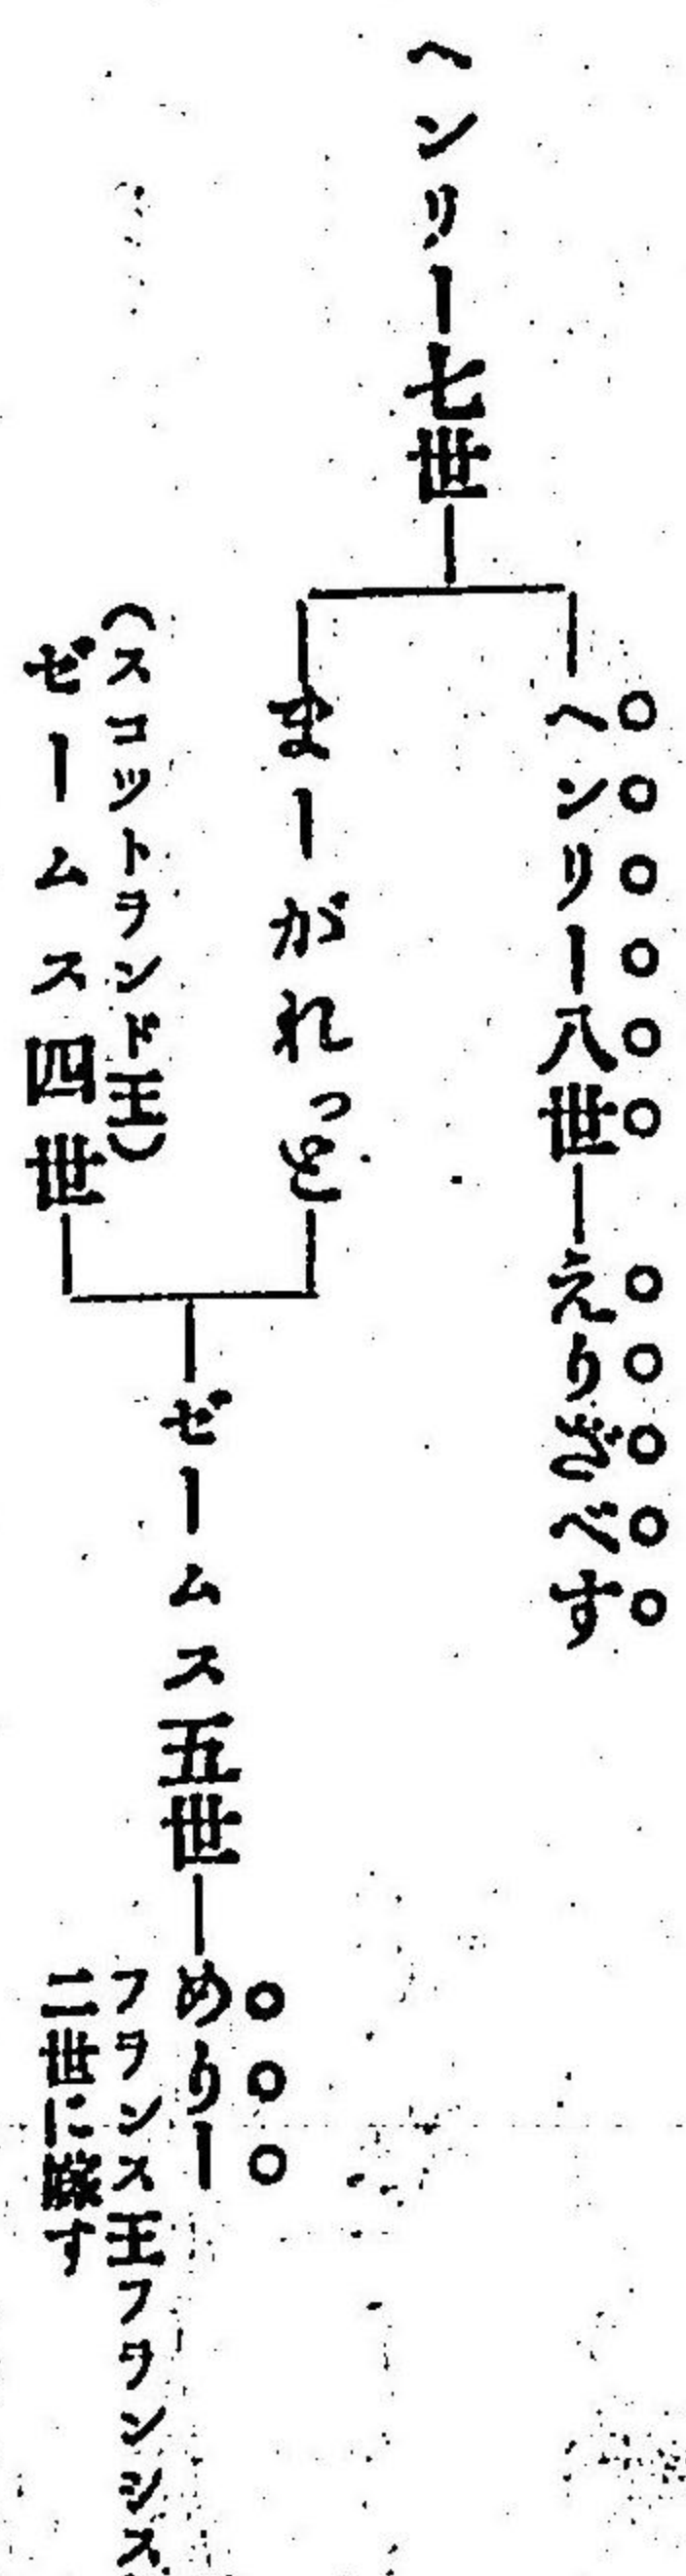 ヘンリー七世
ヘンリー八世―えりざべす
まーがれっと
(スコットランド王)
ゼームス四世
ゼームス五世―めりー
フランス王フランシス
二世に嫁す